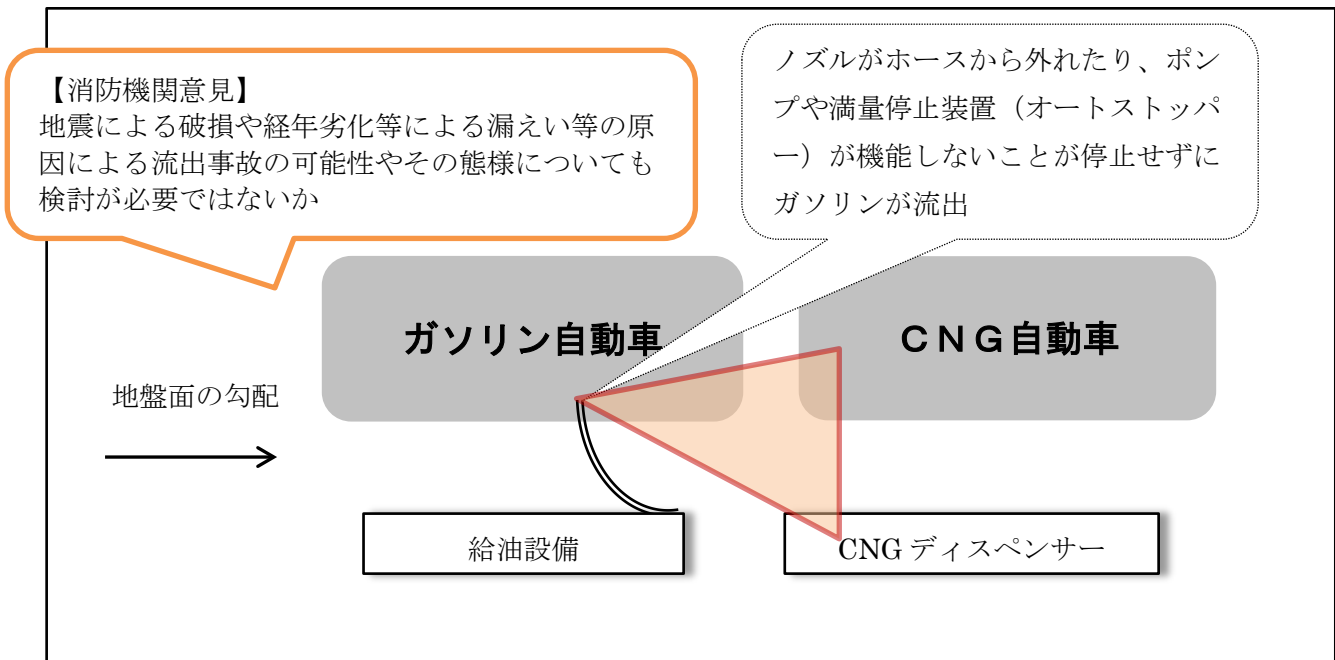 【消防機関意見】
地震による破損や経年劣化等による漏えい等の原
因による流出事故の可能性やその態様についても
検討が必要ではないか
ノズルがホースから外れたり、ポン
プや満量停止装置（オートストッパ
ー）が機能しないことが停止せずに
ガソリンが流出
ガソリン自動車
ＣＮＧ自動車
地盤面の勾配
給油設備
CNG ディスペンサー